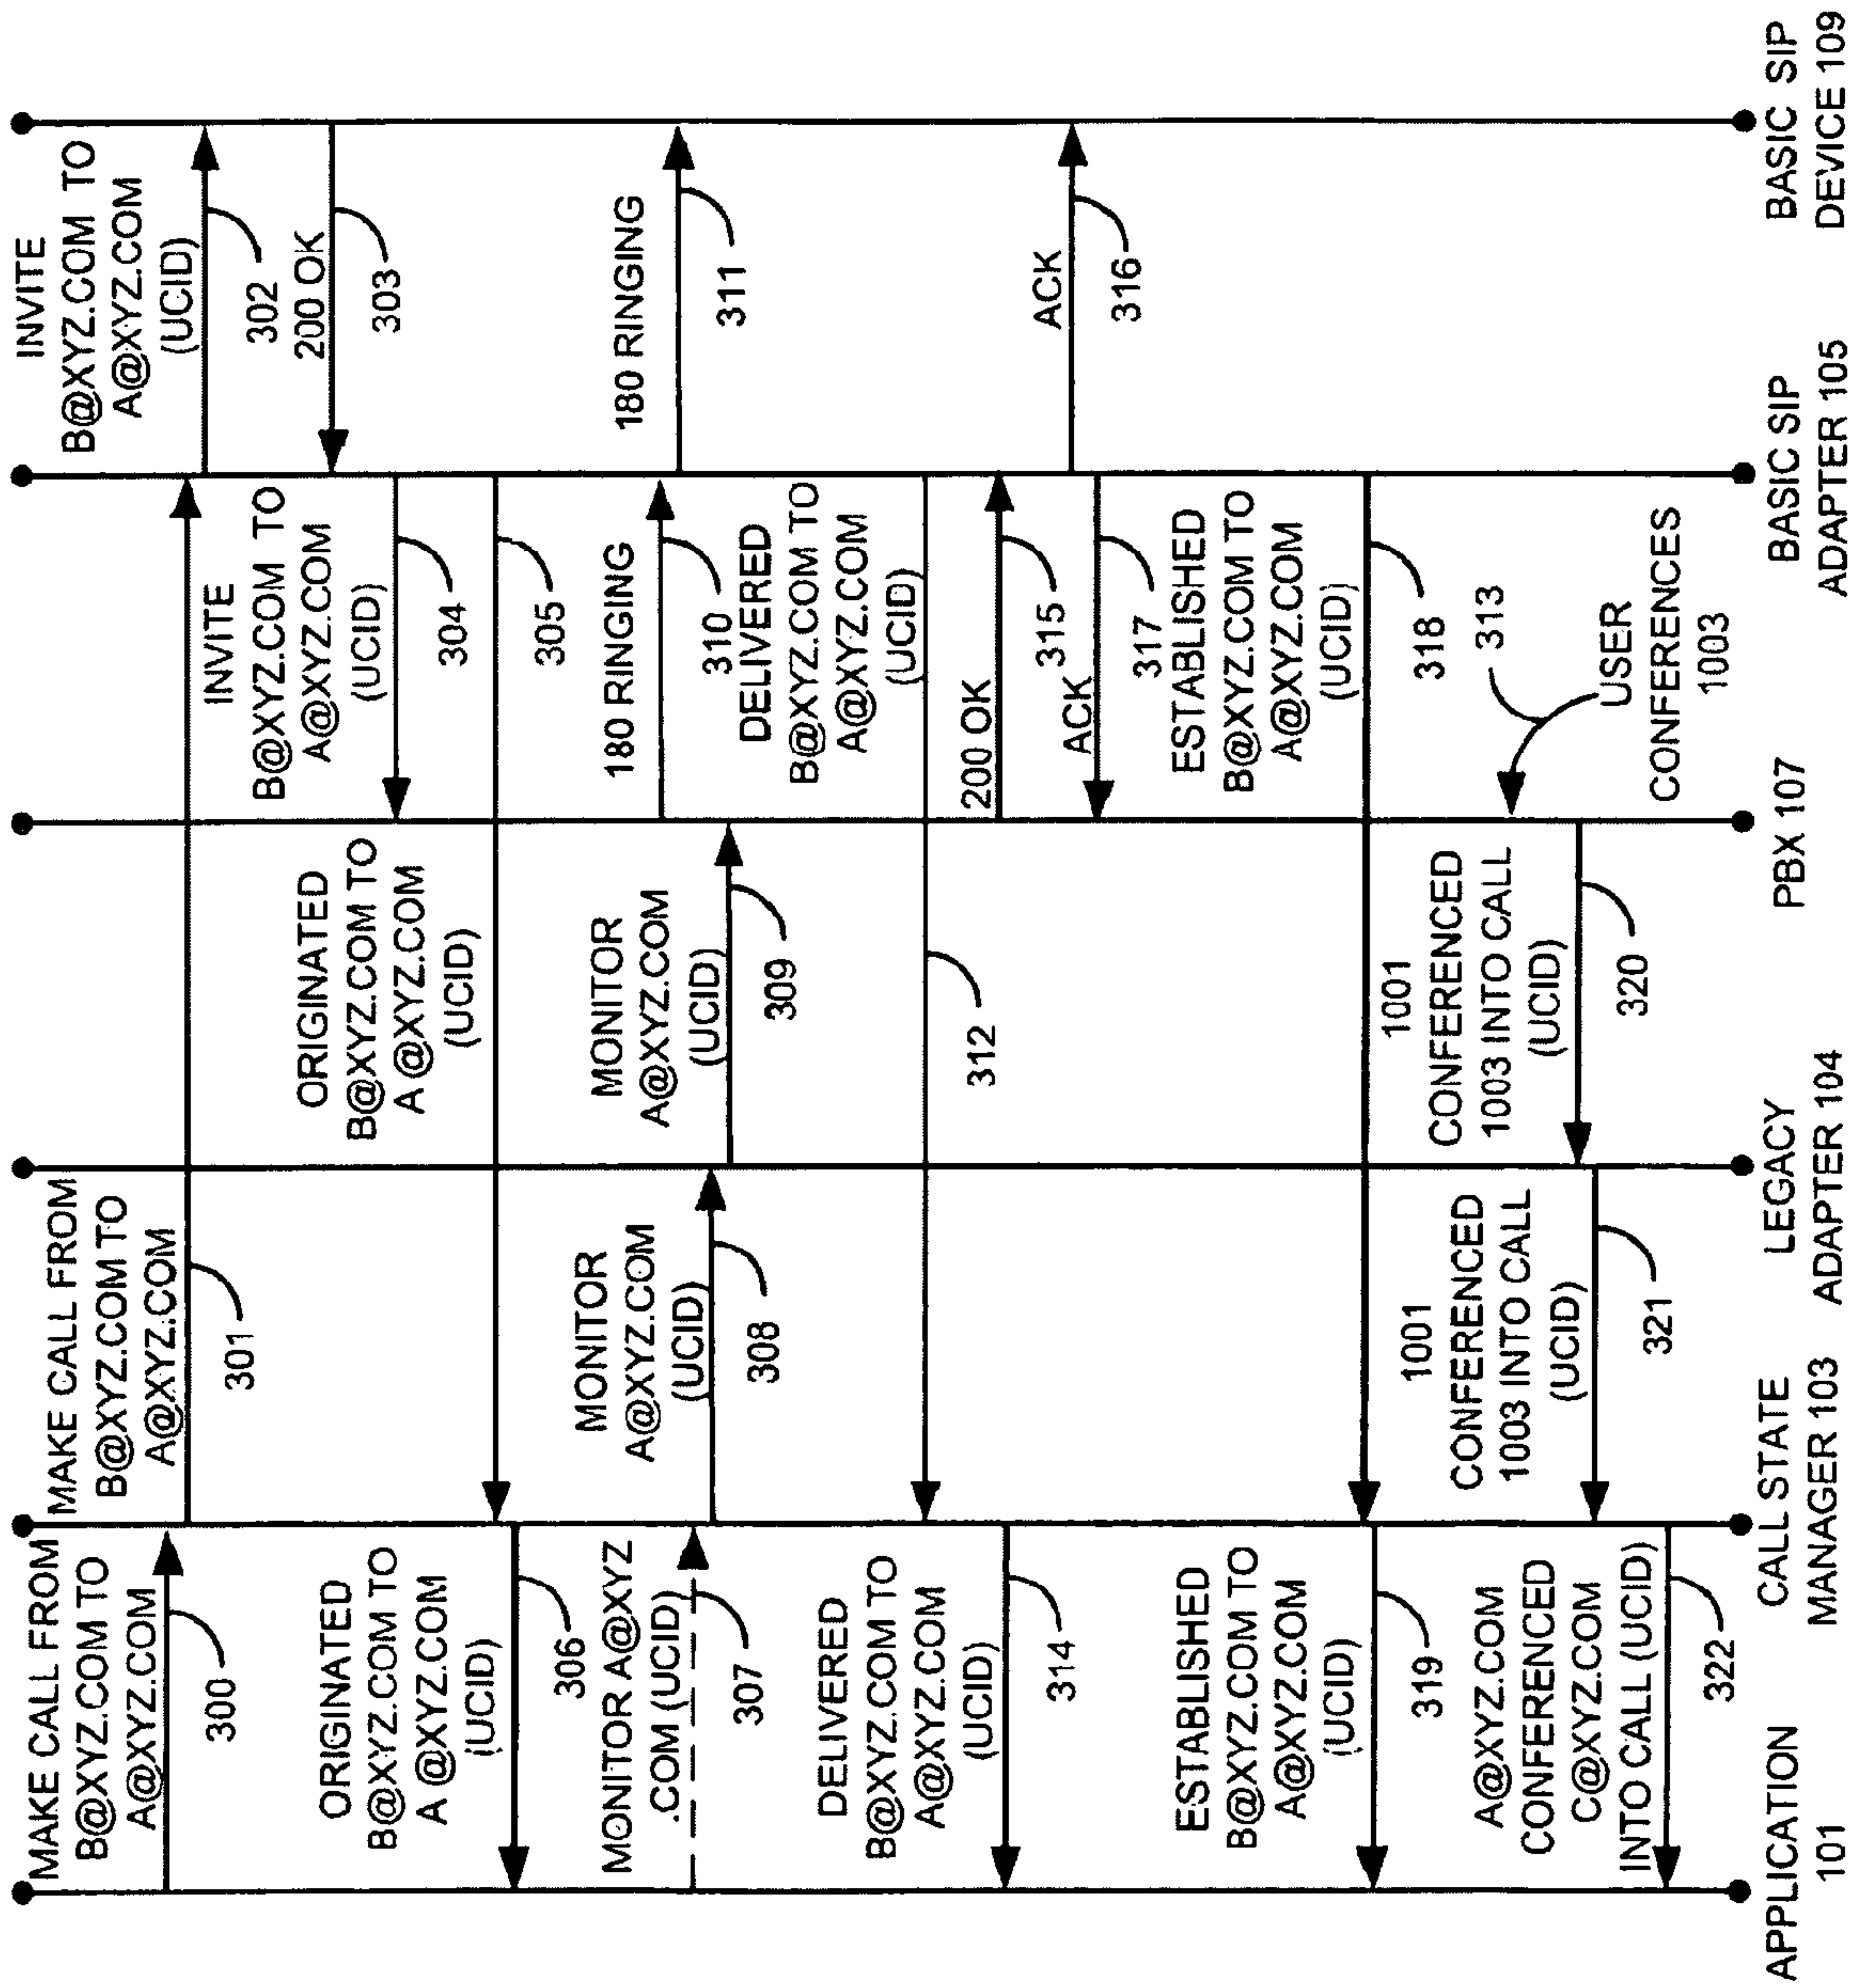 MAKE CALL FROM
B@XYZ.COM TO
A@XYZ.COM
300
MAKE CALL FROM
B@XYZ.COM TO
A@XYZ.COM
301
INVITE
B@XYZ.COM TO
A@XYZ.COM
(UCID)
302
200 OK
303
INVITE
B@XYZ.COM TO
A@XYZ.COM
(UCID)
304
ORIGINATED
B@XYZ.COM TO
A @XYZ.COM
(UCID)
305
ORIGINATED
B@XYZ.COM TO
A @XYZ.COM
(UCID)
306
MONITOR A@XYZ
.COM (UCID)
307
MONITOR
A@XYZ.COM
(UCID)
308
MONITOR
A@XYZ.COM
(UCID)
309
180 RINGING
310
180 RINGING
311
DELIVERED
B@XYZ.COM TO
A@XYZ.COM
(UCID)
312
DELIVERED
B@XYZ.COM TO
A@XYZ.COM
(UCID)
314
200 OK
315
ACK
316
ACK
317
ESTABLISHED
B@XYZ.COM TO
A@XYZ.COM
(UCID)
318
ESTABLISHED
B@XYZ.COM TO
A@XYZ.COM
(UCID)
319
313
USER
CONFERENCES
1003
1001
CONFERENCED
1003 INTO CALL
(UCID)
320
1001
CONFERENCED
1003 INTO CALL
(UCID)
321
A@XYZ.COM
CONFERENCED
C@XYZ.COM
INTO CALL (UCID)
322
APPLICATION
101
CALL STATE
MANAGER 103
LEGACY
ADAPTER 104
PBX 107
BASIC SIP
ADAPTER 105
BASIC SIP
DEVICE 109